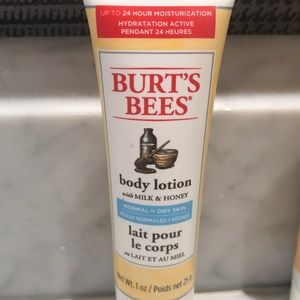 UP TO 24 HOUR MOISTURIZATION
HYDRATATION ACTIVE
PENDANT 24 HEURES
BURT'S
BEES®
body lotion
with MILK & HONEY
NORMAL to DRY SKIN
PEAUX NORMALES à SÈCHES
lait pour
le corps
au LAIT ET AU MIEL
Net Wt. 1 oz / Poids net 25 g